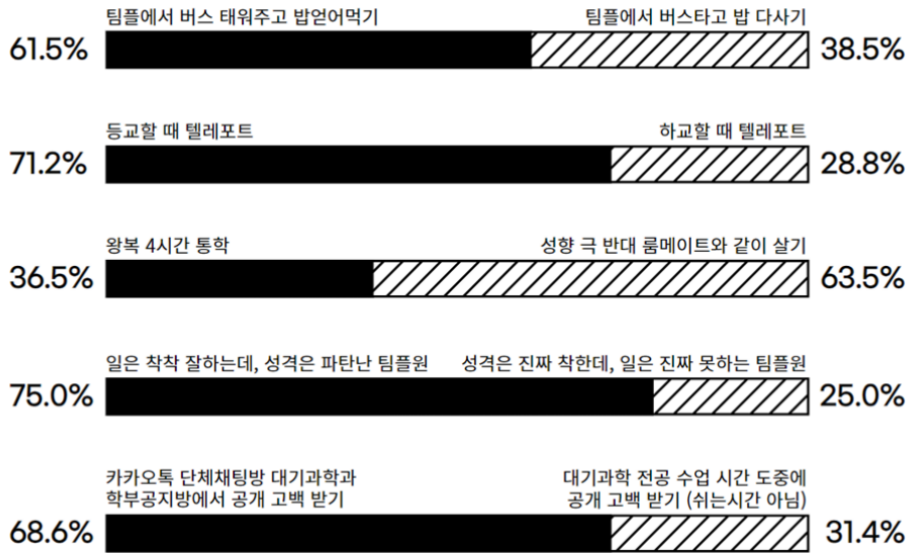 팀플에서 버스 태워주고 밥얻어먹기 팀플에서 버스타고 밥 다사기
61.5% 38.5%
등교할 때 텔레포트 하교할 때 텔레포트
71.2% 28.8%
왕복 4시간 통학 성향 극 반대 룸메이트와 같이 살기
36.5% 63.5%
일은 착착 잘하는데, 성격은 파탄난 팀플원 성격은 진짜 착한데, 일은 진짜 못하는 팀플원
75.0% 25.0%
카카오톡 단체채팅방 대기과학과 대기과학 전공 수업 시간 도중에
학부공지방에서 공개 고백 받기 공개 고백 받기 (쉬는시간 아님)
68.6% 31.4%